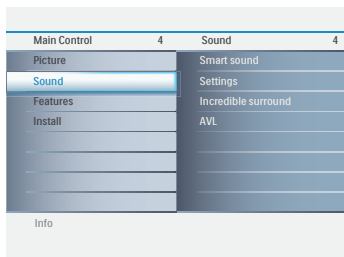 Main Control 4 Sound 4
Picture Smart sound
Sound Settings
Features Incredible surround
Install AVL
Info